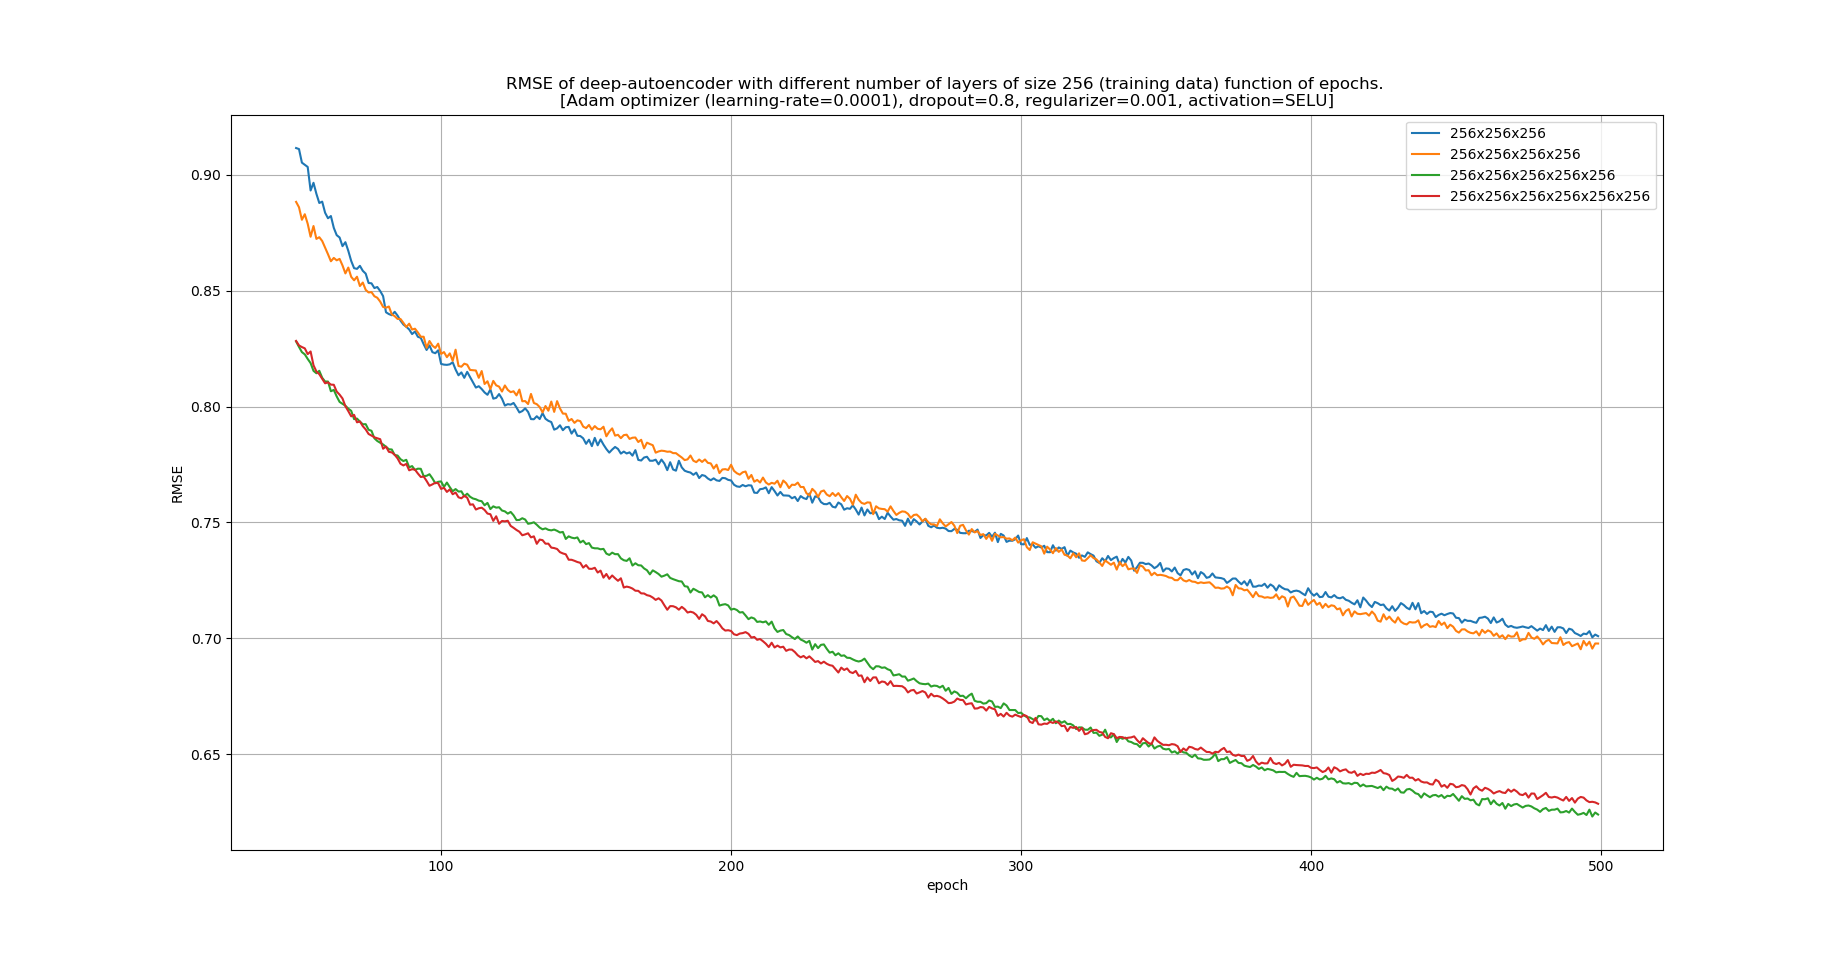 RMSE of deep-autoencoder with different number of layers of size 256 (training data) function of epochs.
[Adam optimizer (learning-rate=0.0001), dropout=0.8, regularizer=0.001, activation=SELU]
256x256x256
256x256x256x256
256x256x256x256x256
256x256x256x256x256x256
0.90
0.85
0.80
0.75
0.70
0.65
RMSE
100 200 300 400 500
epoch